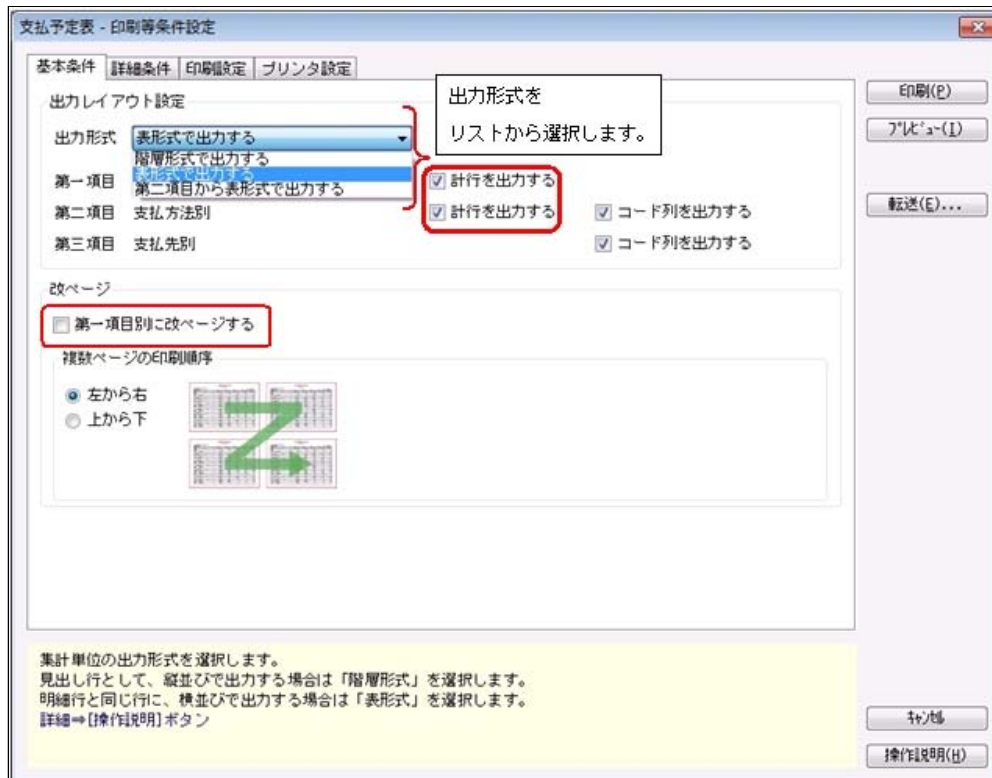 支払予定表 - 印刷等条件設定
基本条件 詳細条件 印刷設定 プリンタ設定
出力レイアウト設定
出力形式を
リストから選択します。
出力形式 表形式で出力する
階層形式で出力する
表形式で出力する
第二項目から表形式で出力する
第一項目 計行を出力する
第二項目 支払方法別 計行を出力する コード列を出力する
第三項目 支払先別 コード列を出力する
改ページ
第一項目別に改ページする
複数ページの印刷順序
左から右
上から下
集計単位の出力形式を選択します。
見出し行として、縦並びで出力する場合は「階層形式」を選択します。
明細行と同じ行に、横並びで出力する場合は「表形式」を選択します。
詳細⇒[操作説明]ボタン
印刷(P)
プレビュー(I)
転送(E)...
キャンセル
操作説明(H)